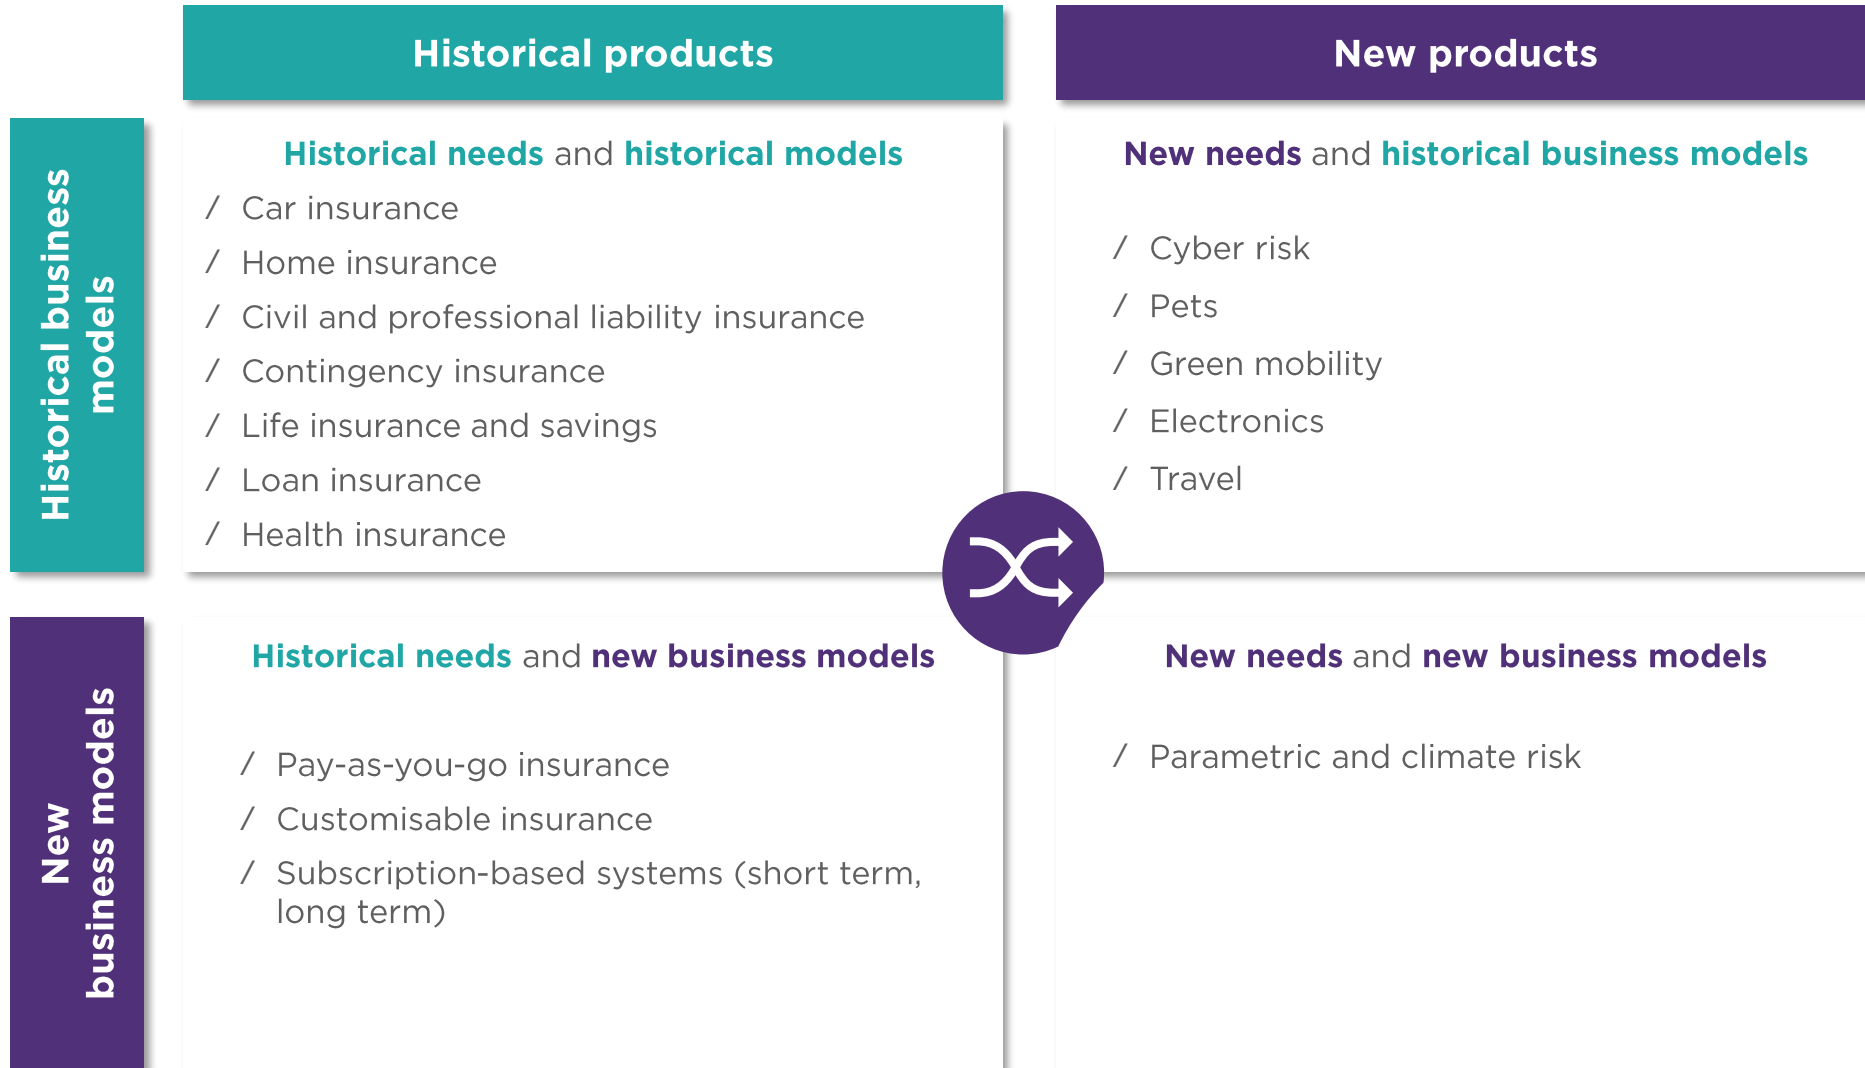 Historical products
New products
Historical business
models
Historical needs and historical models
/ Car insurance
/ Home insurance
/ Civil and professional liability insurance
/ Contingency insurance
/ Life insurance and savings
/ Loan insurance
/ Health insurance
New needs and historical business models
/ Cyber risk
/ Pets
/ Green mobility
/ Electronics
/ Travel
New
business models
Historical needs and new business models
/ Pay-as-you-go insurance
/ Customisable insurance
/ Subscription-based systems (short term,
long term)
New needs and new business models
/ Parametric and climate risk